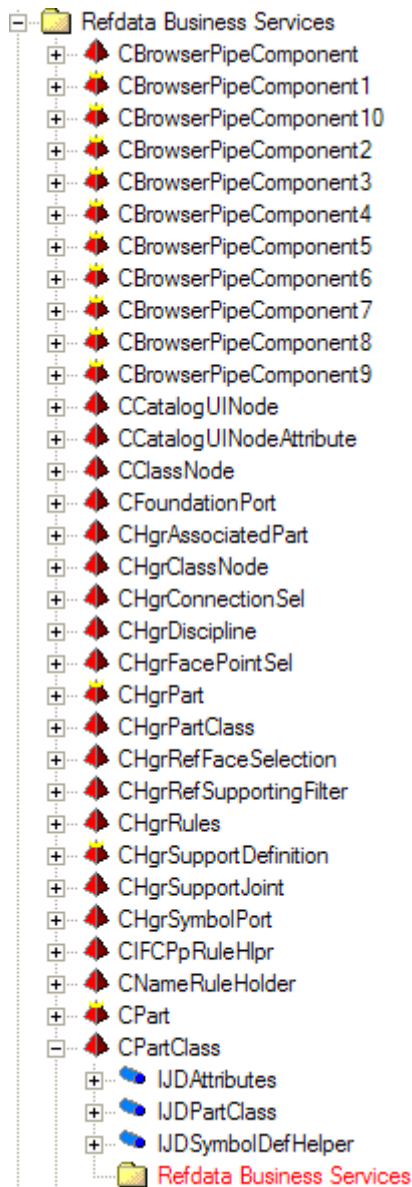 Refdata Business Services
CBrowserPipeComponent
CBrowserPipeComponent1
CBrowserPipeComponent10
CBrowserPipeComponent2
CBrowserPipeComponent3
CBrowserPipeComponent4
CBrowserPipeComponent5
CBrowserPipeComponent6
CBrowserPipeComponent7
CBrowserPipeComponent8
CBrowserPipeComponent9
CCatalogUINode
CCatalogUINodeAttribute
CClassNode
CFoundationPort
CHgrAssociatedPart
CHgrClassNode
CHgrConnectionSel
CHgrDiscipline
CHgrFacePointSel
CHgrPart
CHgrPartClass
CHgrRefFaceSelection
CHgrRefSupportingFilter
CHgrRules
CHgrSupportDefinition
CHgrSupportJoint
CHgrSymbolPort
CIFCPpRuleHlpr
CNameRuleHolder
CPart
CPartClass
IJDAttributes
IJDPartClass
IJDSymbolDefHelper
Refdata Business Services